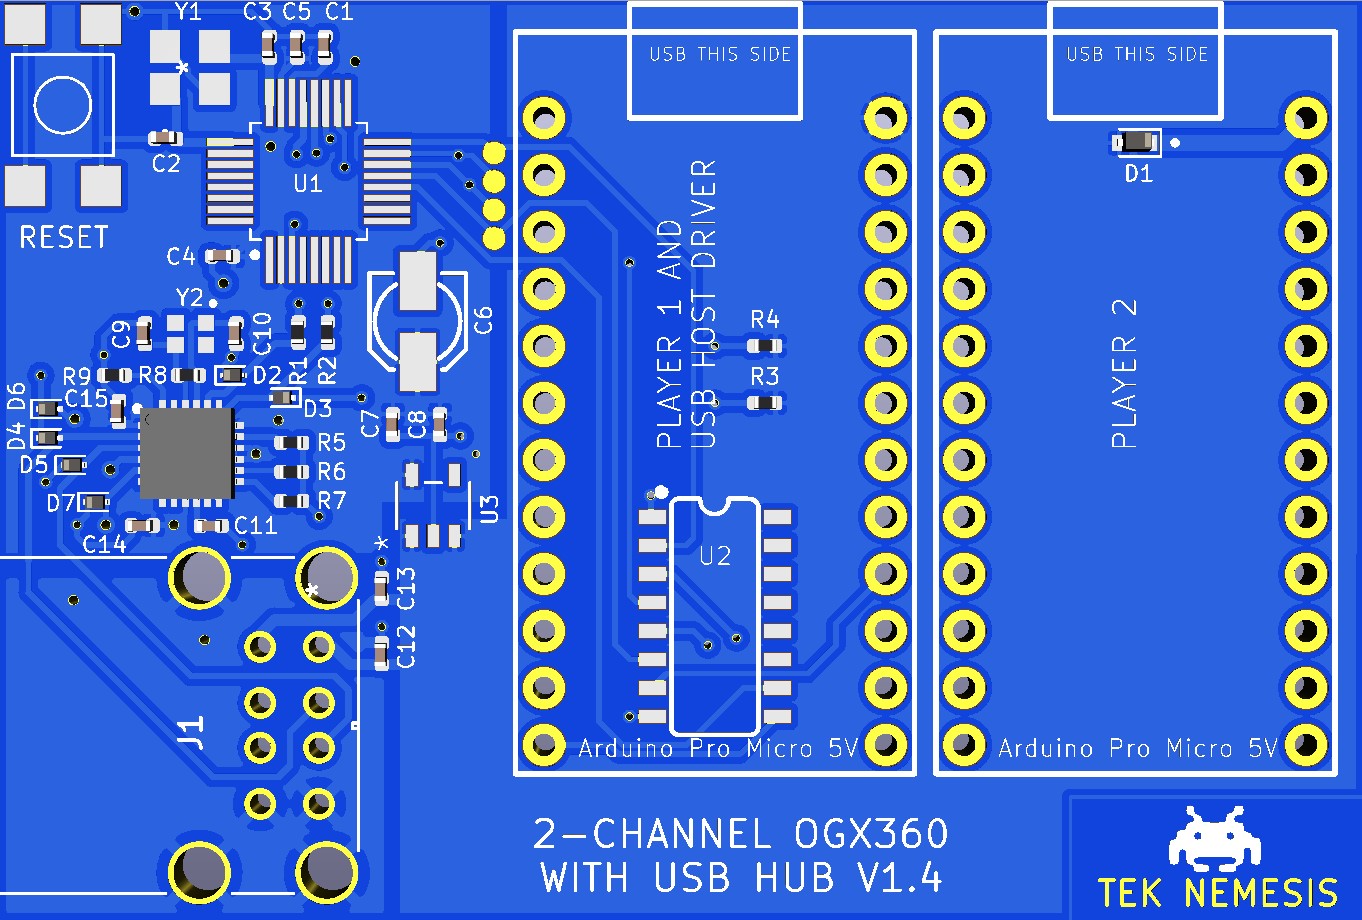 Y1
C3 C5 C1
USB THIS SIDE
USB THIS SIDE
C2
U1
D1
RESET
C4
Y2
C9
C10
R1
R2
C6
PLAYER 1 AND
USB HOST DRIVER
R4
R3
PLAYER 2
R9
R8
D2
D3
D6
C15
D4
D5
D7
R5
R6
R7
C7
C8
U3
C14
C11
C13
C12
U2
J1
Arduino Pro Micro 5V
Arduino Pro Micro 5V
2-CHANNEL OGX360
WITH USB HUB V1.4
TEK NEMESIS